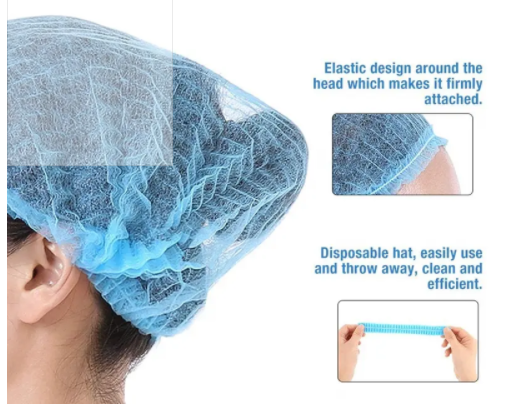 Elastic design around the
head which makes it firmly
attached.
Disposable hat, easily use
and throw away, clean and
efficient.